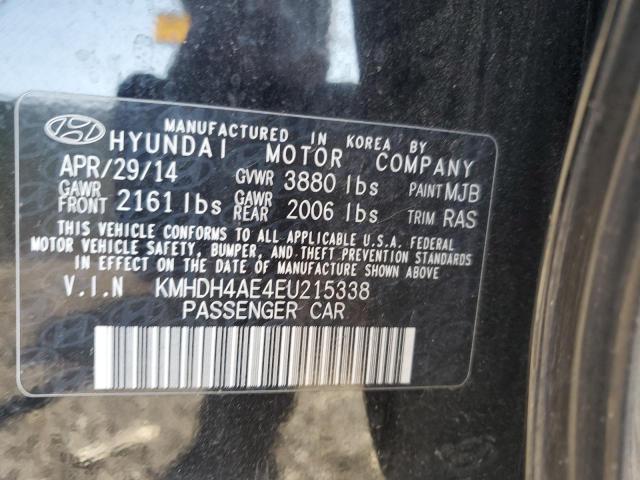 MANUFACTURED IN KOREA BY
HYUNDAI MOTOR COMPANY
APR/29/14 GVWR 3880 lbs PAINT MJB
GAWR FRONT 2161 lbs GAWR REAR 2006 lbs TRIM RAS
THIS VEHICLE CONFORMS TO ALL APPLICABLE U.S.A. FEDERAL
MOTOR VEHICLE SAFETY, BUMPER, AND THEFT PREVENTION STANDARDS
IN EFFECT ON THE DATE OF MANUFACTURE SHOWN ABOVE.
V.I.N KMHDH4AE4EU215338
PASSENGER CAR